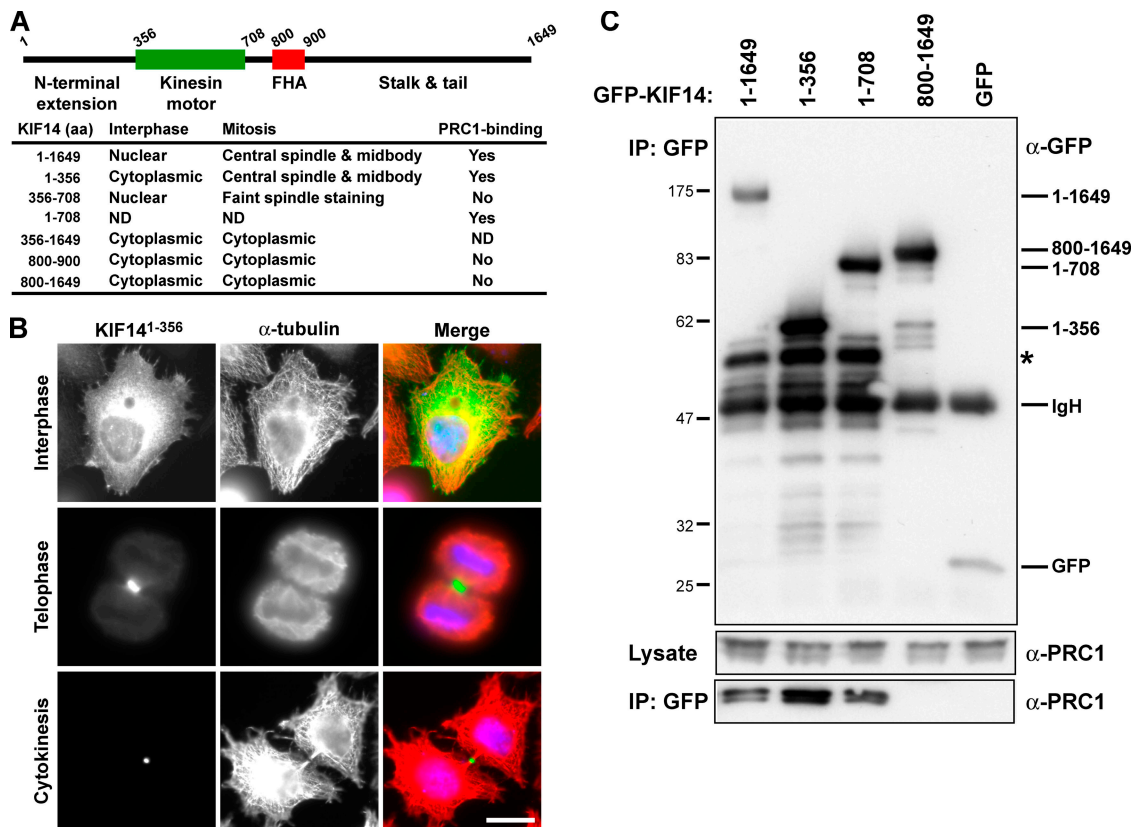 A
1 356 708 800 900 1649
N-terminal extension Kinesin motor FHA Stalk & tail
KIF14 (aa) Interphase Mitosis PRC1-binding
1-1649 Nuclear Central spindle & midbody Yes
1-356 Cytoplasmic Central spindle & midbody Yes
356-708 Nuclear Faint spindle staining No
1-708 ND ND Yes
356-1649 Cytoplasmic Cytoplasmic ND
800-900 Cytoplasmic Cytoplasmic No
800-1649 Cytoplasmic Cytoplasmic No
B
KIF14¹⁻³⁵⁶ α-tubulin Merge
Interphase
Telophase
Cytokinesis
C
GFP-KIF14: 1-1649 1-356 1-708 800-1649 GFP
IP: GFP α-GFP
175 1-1649
83 800-1649
1-708
62 1-356
*
IgH
47
32
GFP
25
Lysate α-PRC1
IP: GFP α-PRC1